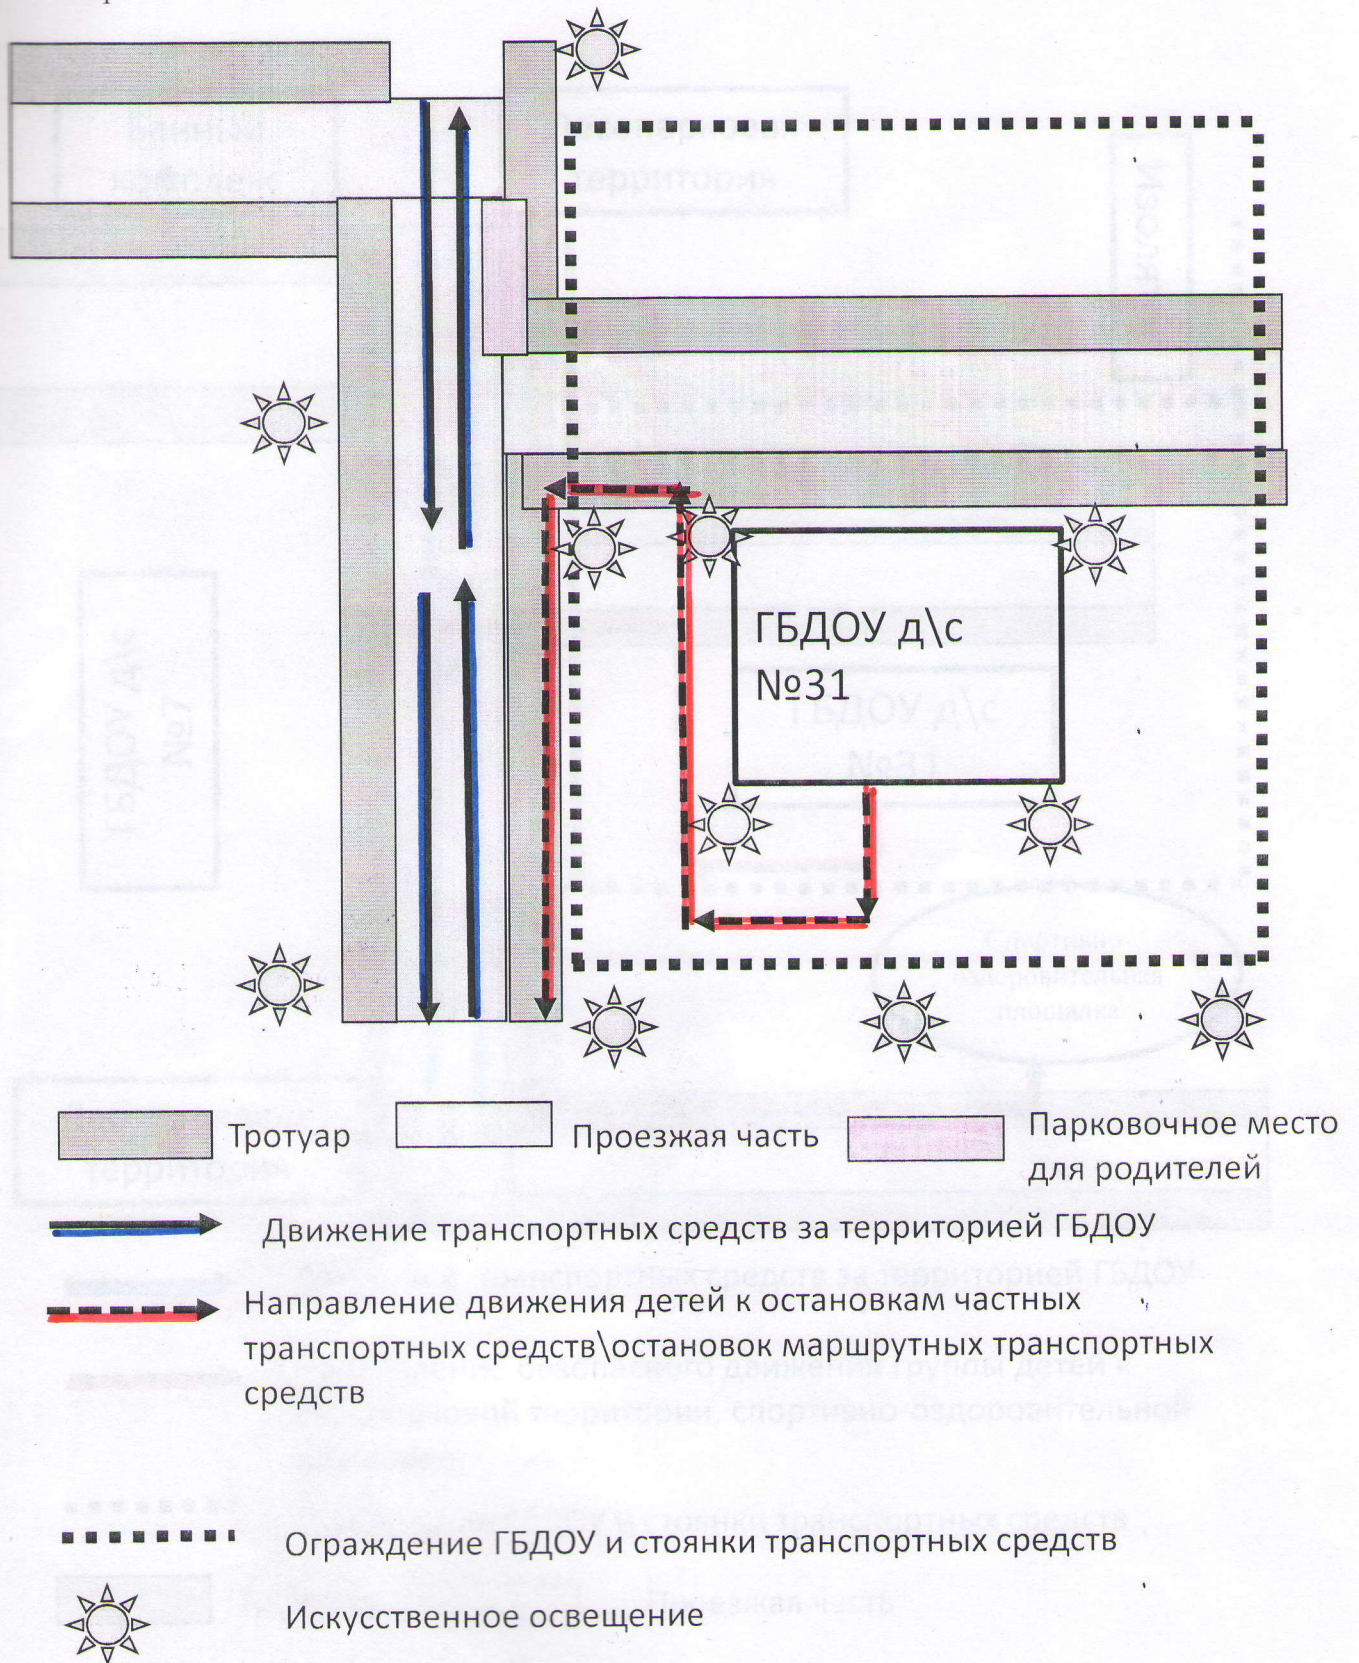 ГБДОУ д\с
№31
Тротуар
Проезжая часть
Парковочное место
для родителей
Движение транспортных средств за территорией ГБДОУ
Направление движения детей к остановкам частных
транспортных средств\остановок маршрутных транспортных
средств
Ограждение ГБДОУ и стоянки транспортных средств
Искусственное освещение